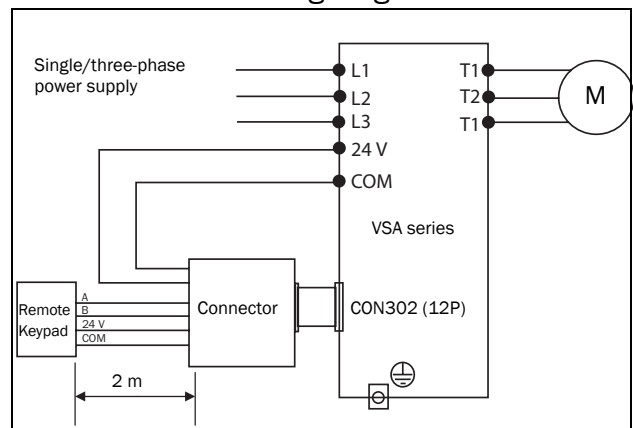 Single/three-phase
power supply
L1
L2
L3
24 V
COM
T1
T2
T1
M
VSA series
Remote
Keypad
A
B
24 V
COM
Connector
CON302 (12P)
2 m